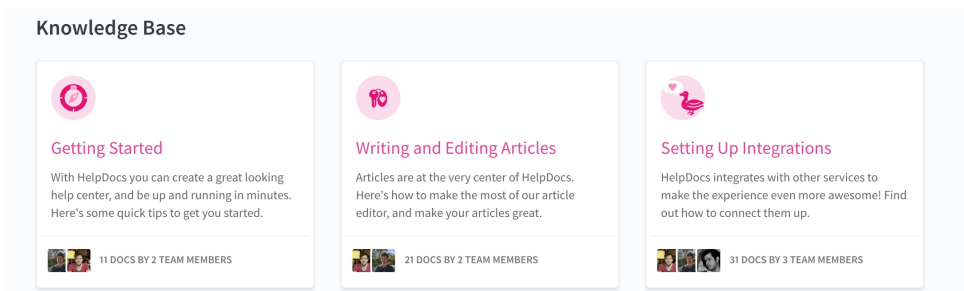 Knowledge Base
Getting Started
With HelpDocs you can create a great looking
help center, and be up and running in minutes.
Here's some quick tips to get you started.
11 DOCS BY 2 TEAM MEMBERS
Writing and Editing Articles
Articles are at the very center of HelpDocs.
Here's how to make the most of our article
editor, and make your articles great.
21 DOCS BY 2 TEAM MEMBERS
Setting Up Integrations
HelpDocs integrates with other services to
make the experience even more awesome! Find
out how to connect them up.
31 DOCS BY 3 TEAM MEMBERS